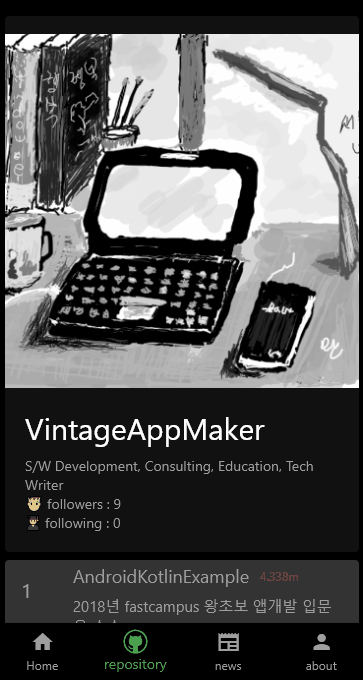 VintageAppMaker
S/W Development, Consulting, Education, Tech
Writer
followers : 9
following : 0
1
AndroidKotlinExample 4.338m
2018년 fastcampus 왕초보 앱개발 입문
Home
repository
news
about